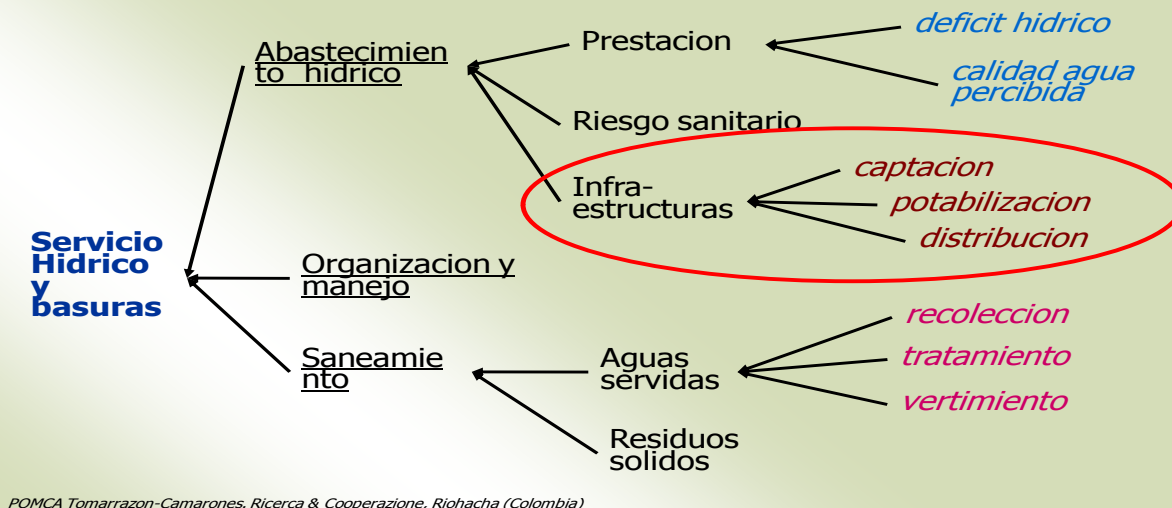 Abastecimien
to hidrico
Prestacion
deficit hidrico
calidad agua
percibida
Riesgo sanitario
Infra-
estructuras
captacion
potabilizacion
distribucion
Servicio
Hidrico
y
basuras
Organizacion y
manejo
Saneamie
nto
Aguas
servidas
recoleccion
tratamiento
vertimiento
Residuos
solidos
POMCA Tomarrazon-Camarones, Ricerca & Cooperazione, Riohacha (Colombia)